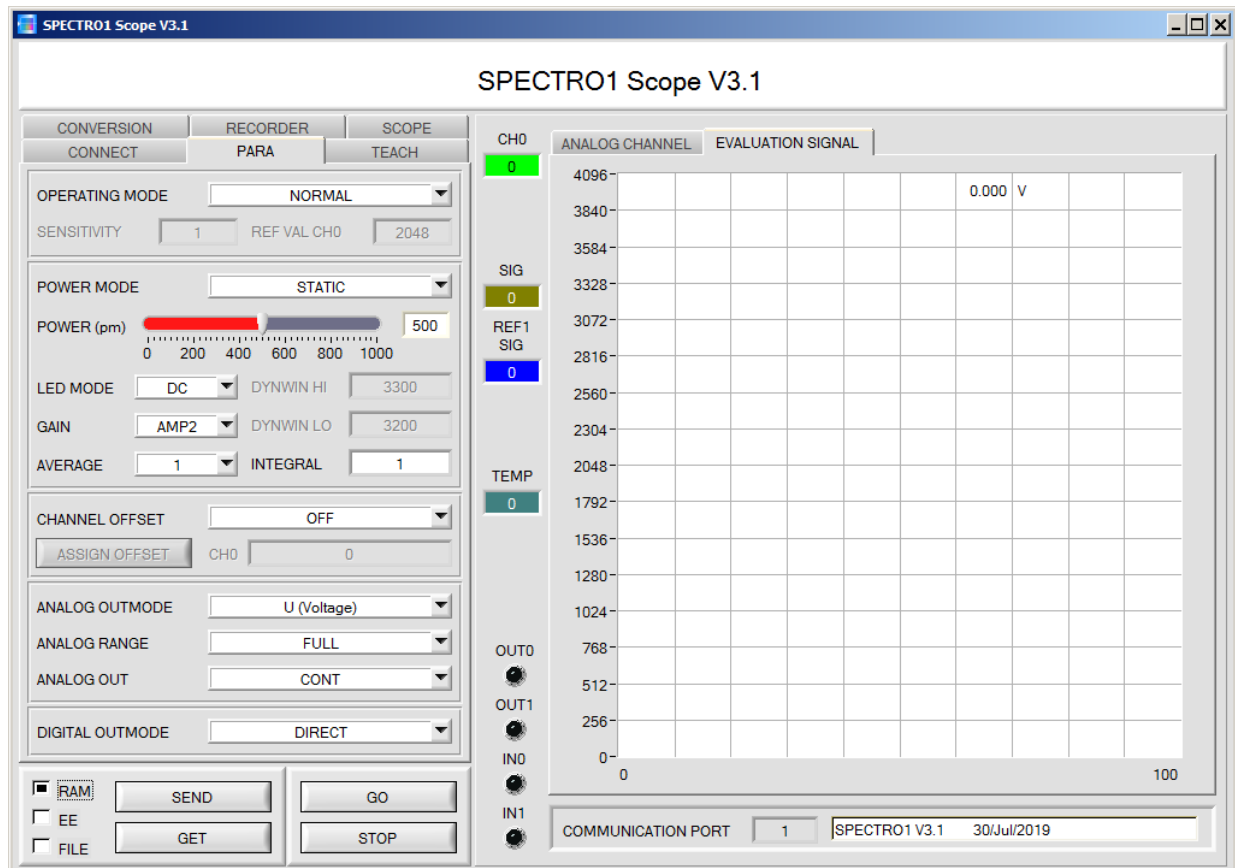 SPECTRO1 Scope V3.1
SPECTRO1 Scope V3.1
CONVERSION RECORDER SCOPE
CONNECT PARA TEACH
OPERATING MODE NORMAL
SENSITIVITY 1 REF VAL CH0 2048
POWER MODE STATIC
POWER (pm) 500
0 200 400 600 800 1000
LED MODE DC DYNWIN HI 3300
GAIN AMP2 DYNWIN LO 3200
AVERAGE 1 INTEGRAL 1
CHANNEL OFFSET OFF
ASSIGN OFFSET CH0 0
ANALOG OUTMODE U (Voltage)
ANALOG RANGE FULL
ANALOG OUT CONT
DIGITAL OUTMODE DIRECT
RAM
EE
FILE
SEND
GET
GO
STOP
CH0
0
SIG
0
REF1
SIG
0
TEMP
0
OUT0
OUT1
IN0
IN1
ANALOG CHANNEL EVALUATION SIGNAL
0.000 V
4096
3840
3584
3328
3072
2816
2560
2304
2048
1792
1536
1280
1024
768
512
256
0
0 100
COMMUNICATION PORT 1 SPECTRO1 V3.1 30/Jul/2019